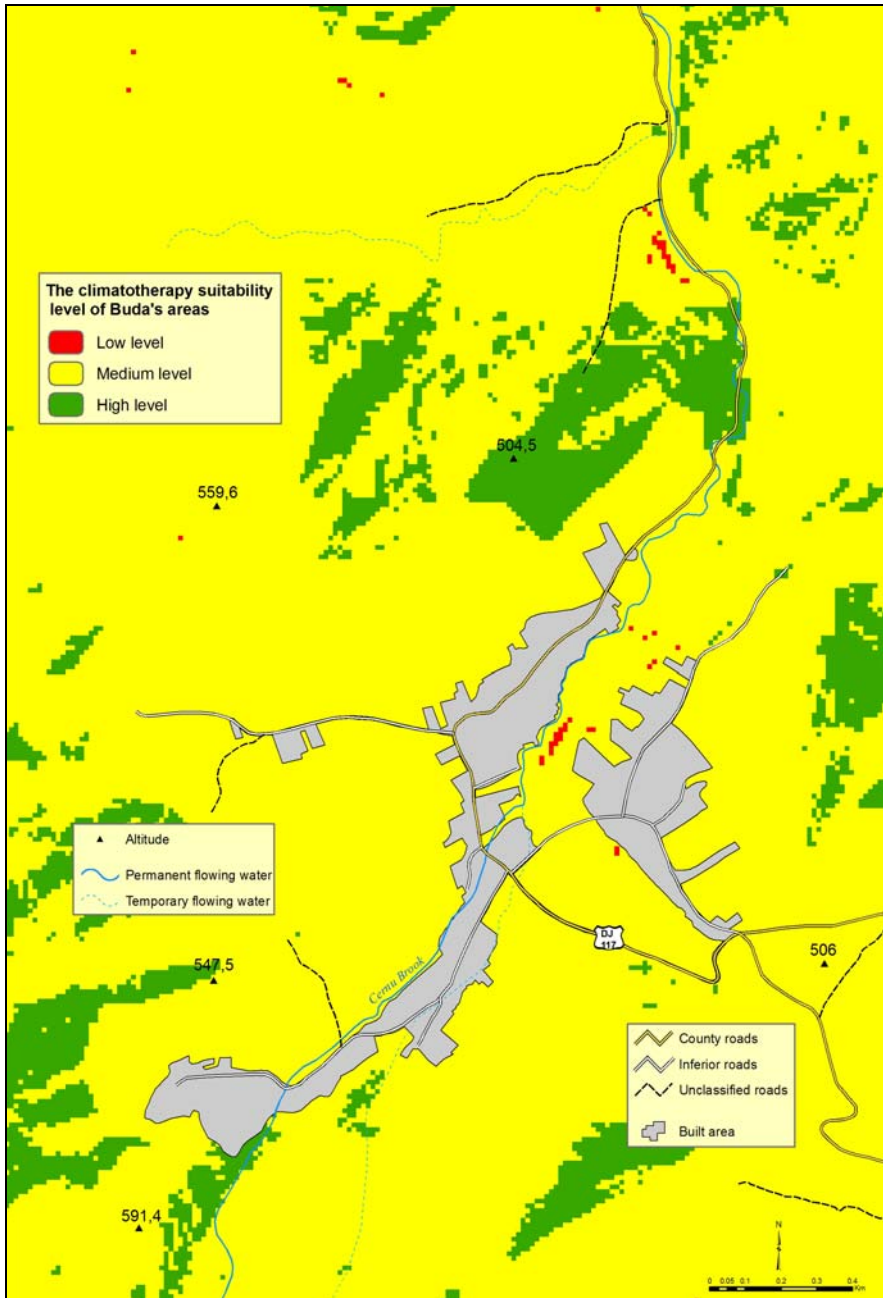 The climatotherapy suitability
level of Buda's areas
Low level
Medium level
High level
604,5
559,6
Altitude
Permanent flowing water
Temporary flowing water
DJ
117
506
547,5
Cernu Brook
County roads
Inferior roads
Unclassified roads
Built area
591,4
N
0 0.05 0.1 0.2 0.3 0.4
Km